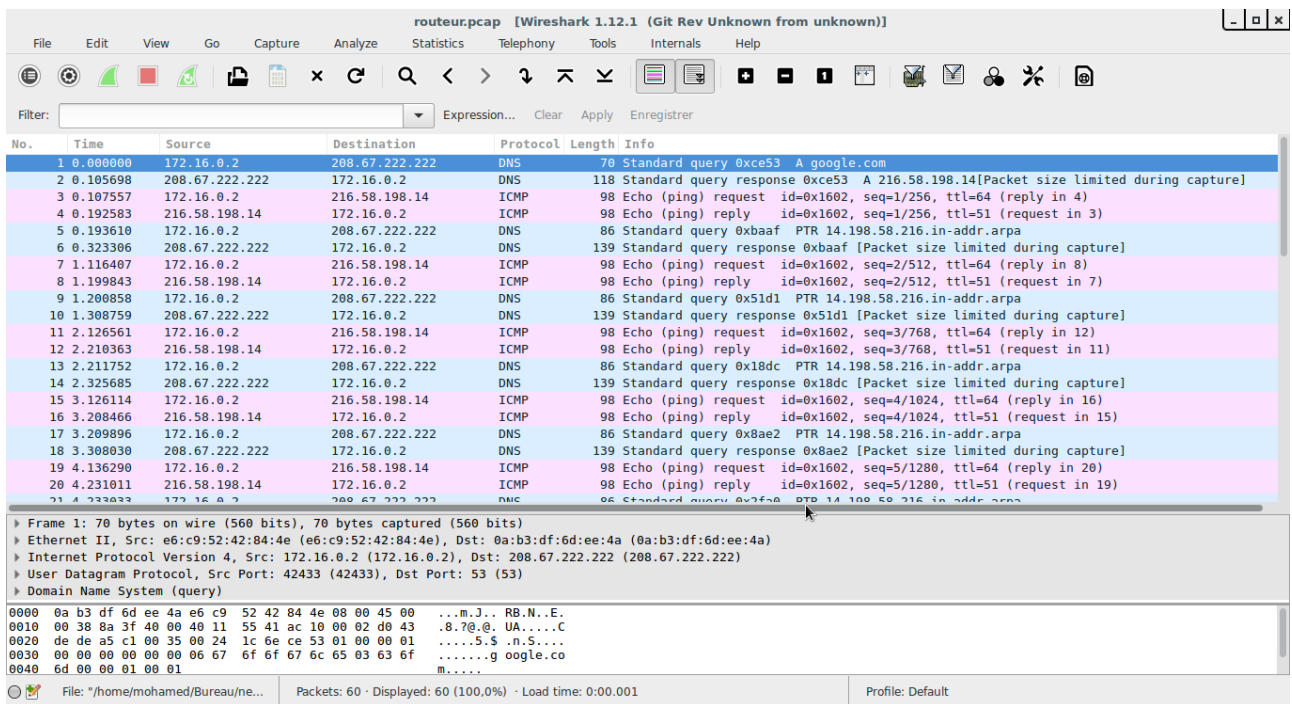 routeur.pcap [Wireshark 1.12.1 (Git Rev Unknown from unknown)]
File Edit View Go Capture Analyze Statistics Telephony Tools Internals Help
Filter: Expression... Clear Apply Enregistrer
No. Time Source Destination Protocol Length Info
1 0.000000 172.16.0.2 208.67.222.222 DNS 70 Standard query 0xce53 A google.com
2 0.105698 208.67.222.222 172.16.0.2 DNS 118 Standard query response 0xce53 A 216.58.198.14[Packet size limited during capture]
3 0.107557 172.16.0.2 216.58.198.14 ICMP 98 Echo (ping) request id=0x1602, seq=1/256, ttl=64 (reply in 4)
4 0.192583 216.58.198.14 172.16.0.2 ICMP 98 Echo (ping) reply id=0x1602, seq=1/256, ttl=51 (request in 3)
5 0.193610 172.16.0.2 208.67.222.222 DNS 86 Standard query 0xbaaf PTR 14.198.58.216.in-addr.arpa
6 0.323306 208.67.222.222 172.16.0.2 DNS 139 Standard query response 0xbaaf [Packet size limited during capture]
7 1.116407 172.16.0.2 216.58.198.14 ICMP 98 Echo (ping) request id=0x1602, seq=2/512, ttl=64 (reply in 8)
8 1.199843 216.58.198.14 172.16.0.2 ICMP 98 Echo (ping) reply id=0x1602, seq=2/512, ttl=51 (request in 7)
9 1.200858 172.16.0.2 208.67.222.222 DNS 86 Standard query 0x51d1 PTR 14.198.58.216.in-addr.arpa
10 1.308759 208.67.222.222 172.16.0.2 DNS 139 Standard query response 0x51d1 [Packet size limited during capture]
11 2.126561 172.16.0.2 216.58.198.14 ICMP 98 Echo (ping) request id=0x1602, seq=3/768, ttl=64 (reply in 12)
12 2.210363 216.58.198.14 172.16.0.2 ICMP 98 Echo (ping) reply id=0x1602, seq=3/768, ttl=51 (request in 11)
13 2.211752 172.16.0.2 208.67.222.222 DNS 86 Standard query 0x18dc PTR 14.198.58.216.in-addr.arpa
14 2.325685 208.67.222.222 172.16.0.2 DNS 139 Standard query response 0x18dc [Packet size limited during capture]
15 3.126114 172.16.0.2 216.58.198.14 ICMP 98 Echo (ping) request id=0x1602, seq=4/1024, ttl=64 (reply in 16)
16 3.208466 216.58.198.14 172.16.0.2 ICMP 98 Echo (ping) reply id=0x1602, seq=4/1024, ttl=51 (request in 15)
17 3.209896 172.16.0.2 208.67.222.222 DNS 86 Standard query 0x8ae2 PTR 14.198.58.216.in-addr.arpa
18 3.308030 208.67.222.222 172.16.0.2 DNS 139 Standard query response 0x8ae2 [Packet size limited during capture]
19 4.136290 172.16.0.2 216.58.198.14 ICMP 98 Echo (ping) request id=0x1602, seq=5/1280, ttl=64 (reply in 20)
20 4.231011 216.58.198.14 172.16.0.2 ICMP 98 Echo (ping) reply id=0x1602, seq=5/1280, ttl=51 (request in 19)
21 4.233033 172.16.0.2 208.67.222.222 DNS 86 Standard query 0x2fa0 PTR 14.198.58.216.in-addr.arpa
Frame 1: 70 bytes on wire (560 bits), 70 bytes captured (560 bits)
Ethernet II, Src: e6:c9:52:42:84:4e (e6:c9:52:42:84:4e), Dst: 0a:b3:df:6d:ee:4a (0a:b3:df:6d:ee:4a)
Internet Protocol Version 4, Src: 172.16.0.2 (172.16.0.2), Dst: 208.67.222.222 (208.67.222.222)
User Datagram Protocol, Src Port: 42433 (42433), Dst Port: 53 (53)
Domain Name System (query)
0000 0a b3 df 6d ee 4a e6 c9 52 42 84 4e 08 00 45 00 ...m.J.. RB.N..E.
0010 00 38 8a 3f 40 00 40 11 55 41 ac 10 00 02 d0 43 .8.?@.@. UA.....C
0020 de de a5 c1 00 35 00 24 1c 6e ce 53 01 00 00 01 .....5.$ .n.S....
0030 00 00 00 00 00 00 06 67 6f 6f 67 6c 65 03 63 6f .......g oogle.co
0040 6d 00 00 01 00 01 m.....
File: "/home/mohamed/Bureau/ne... Packets: 60 · Displayed: 60 (100,0%) · Load time: 0:00.001 Profile: Default